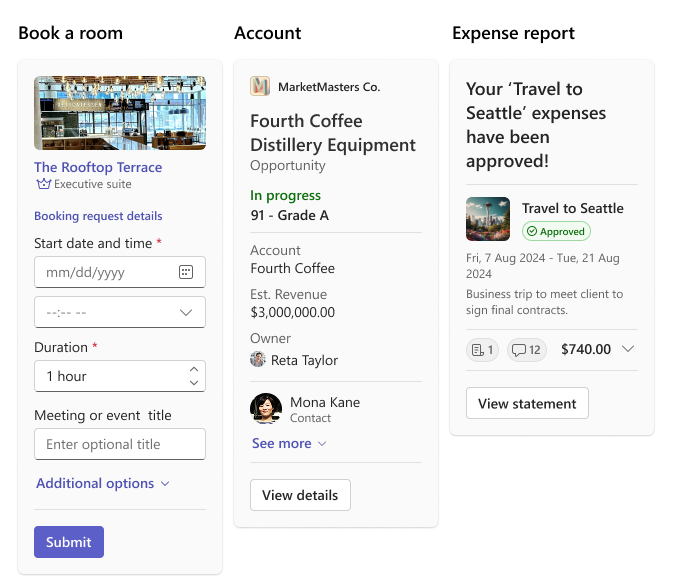 Book a room
The Rooftop Terrace
Executive suite
Booking request details
Start date and time *
mm/dd/yyyy
--:-- --
Duration *
1 hour
Meeting or event title
Enter optional title
Additional options
Submit
Account
MarketMasters Co.
Fourth Coffee
Distillery Equipment
Opportunity
In progress
91 - Grade A
Account
Fourth Coffee
Est. Revenue
$3,000,000.00
Owner
Reta Taylor
Mona Kane
Contact
See more
View details
Expense report
Your ‘Travel to
Seattle’ expenses
have been
approved!
Travel to Seattle
Approved
Fri, 7 Aug 2024 - Tue, 21 Aug
2024
Business trip to meet client to
sign final contracts.
1
12
$740.00
View statement